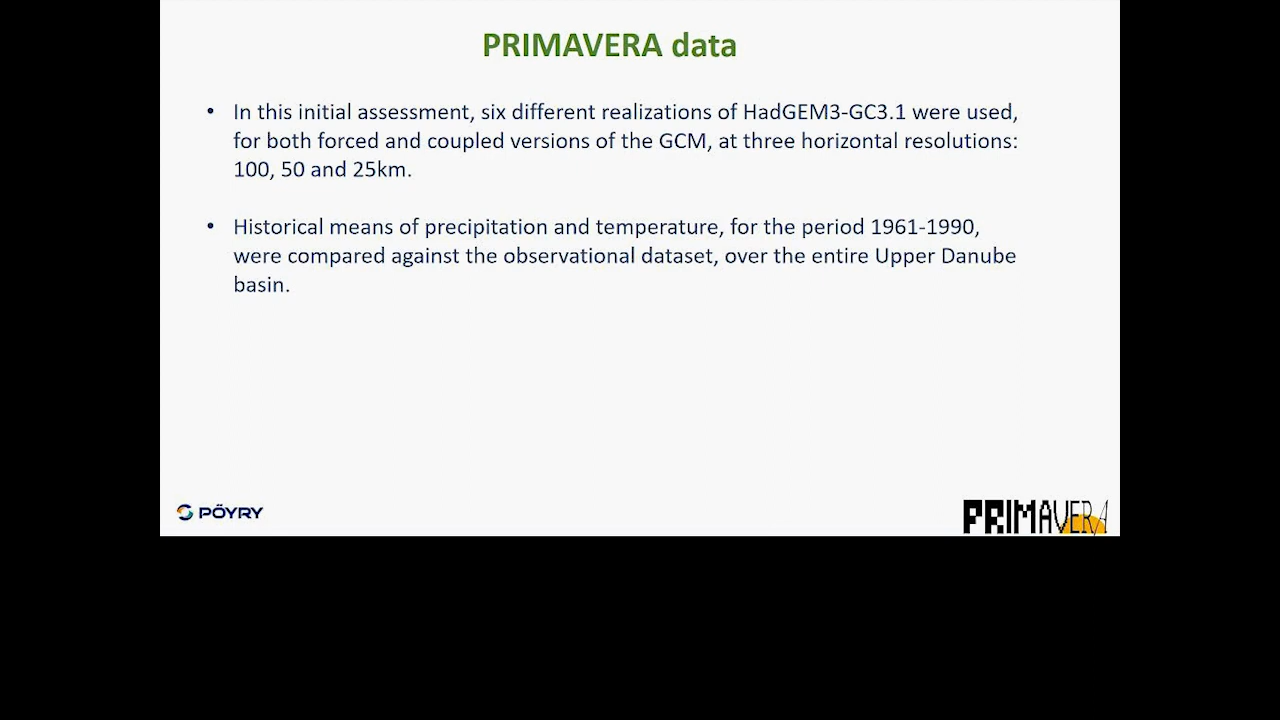 PRIMAVERA data
• In this initial assessment, six different realizations of HadGEM3-GC3.1 were used,
for both forced and coupled versions of the GCM, at three horizontal resolutions:
100, 50 and 25km.
• Historical means of precipitation and temperature, for the period 1961-1990,
were compared against the observational dataset, over the entire Upper Danube
basin.
PÖYRY
PRIMAVERA